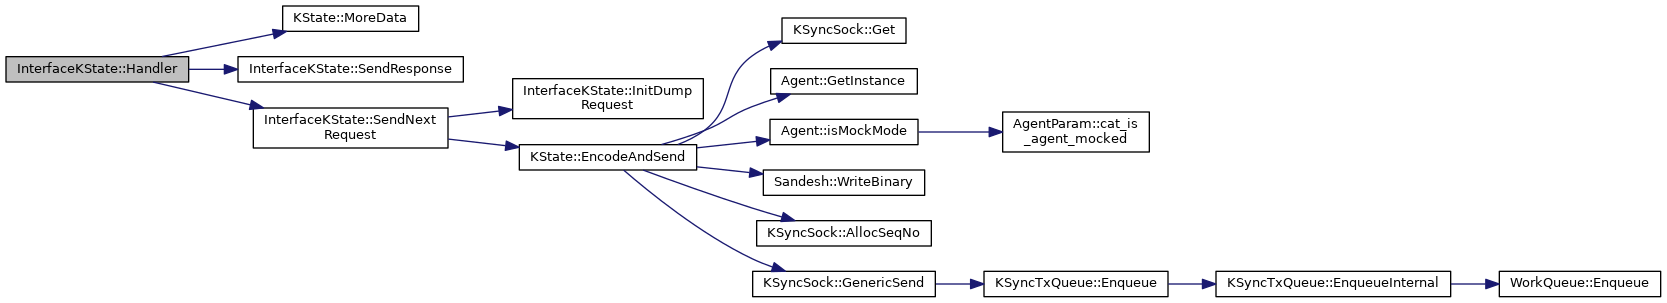 InterfaceKState::Handler
KState::MoreData
InterfaceKState::SendResponse
InterfaceKState::SendNext
Request
InterfaceKState::InitDump
Request
KState::EncodeAndSend
KSyncSock::Get
Agent::GetInstance
Agent::isMockMode
AgentParam::cat_is
_agent_mocked
Sandesh::WriteBinary
KSyncSock::AllocSeqNo
KSyncSock::GenericSend
KSyncTxQueue::Enqueue
KSyncTxQueue::EnqueueInternal
WorkQueue::Enqueue